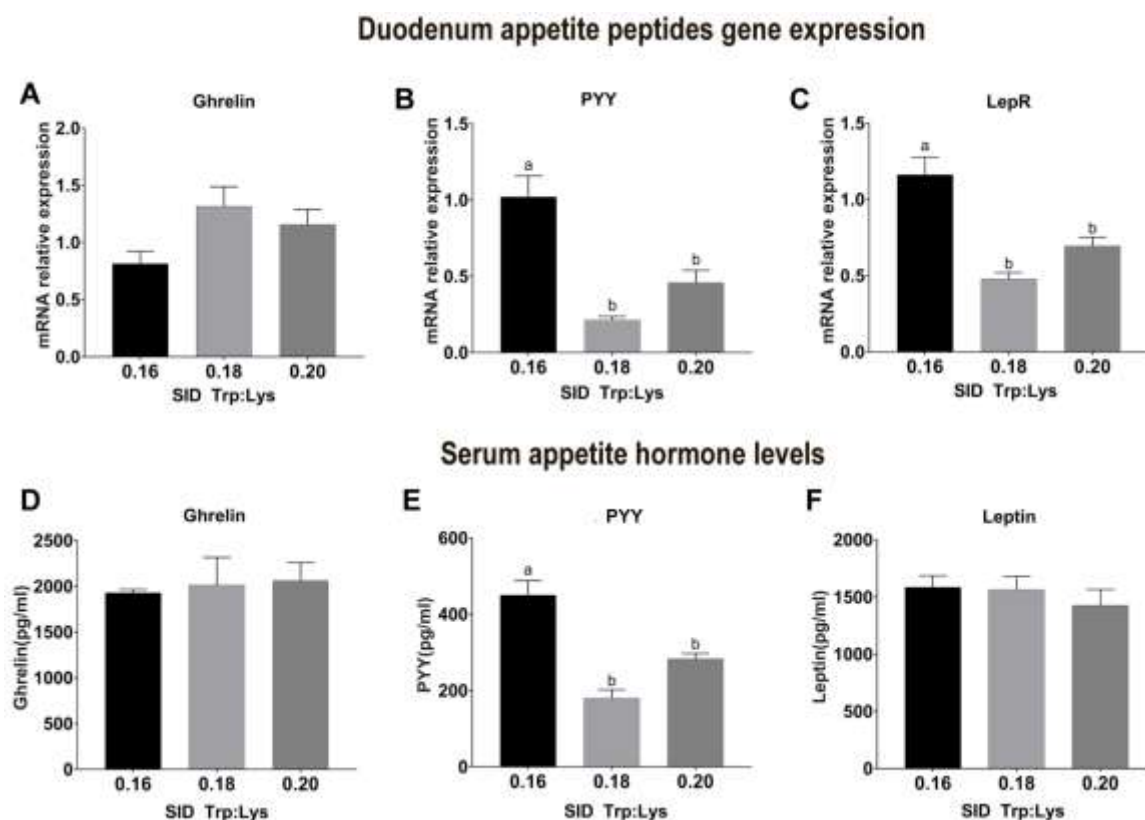 Duodenum appetite peptides gene expression
A
Ghrelin
mRNA relative expression
2.0
1.5
1.0
0.5
0.0
0.16 0.18 0.20
SID Trp:Lys
B
PYY
mRNA relative expression
1.5
1.0
0.5
0.0
a
b
b
0.16 0.18 0.20
SID Trp:Lys
C
LepR
mRNA relative expression
1.5
1.0
0.5
0.0
a
b
b
0.16 0.18 0.20
SID Trp:Lys
Serum appetite hormone levels
D
Ghrelin
Ghrelin(pg/ml)
2500
2000
1500
1000
500
0
0.16 0.18 0.20
SID Trp:Lys
E
PYY
PYY(pg/ml)
600
400
200
0
a
b
b
0.16 0.18 0.20
SID Trp:Lys
F
Leptin
Leptin(pg/ml)
2000
1500
1000
500
0
0.16 0.18 0.20
SID Trp:Lys